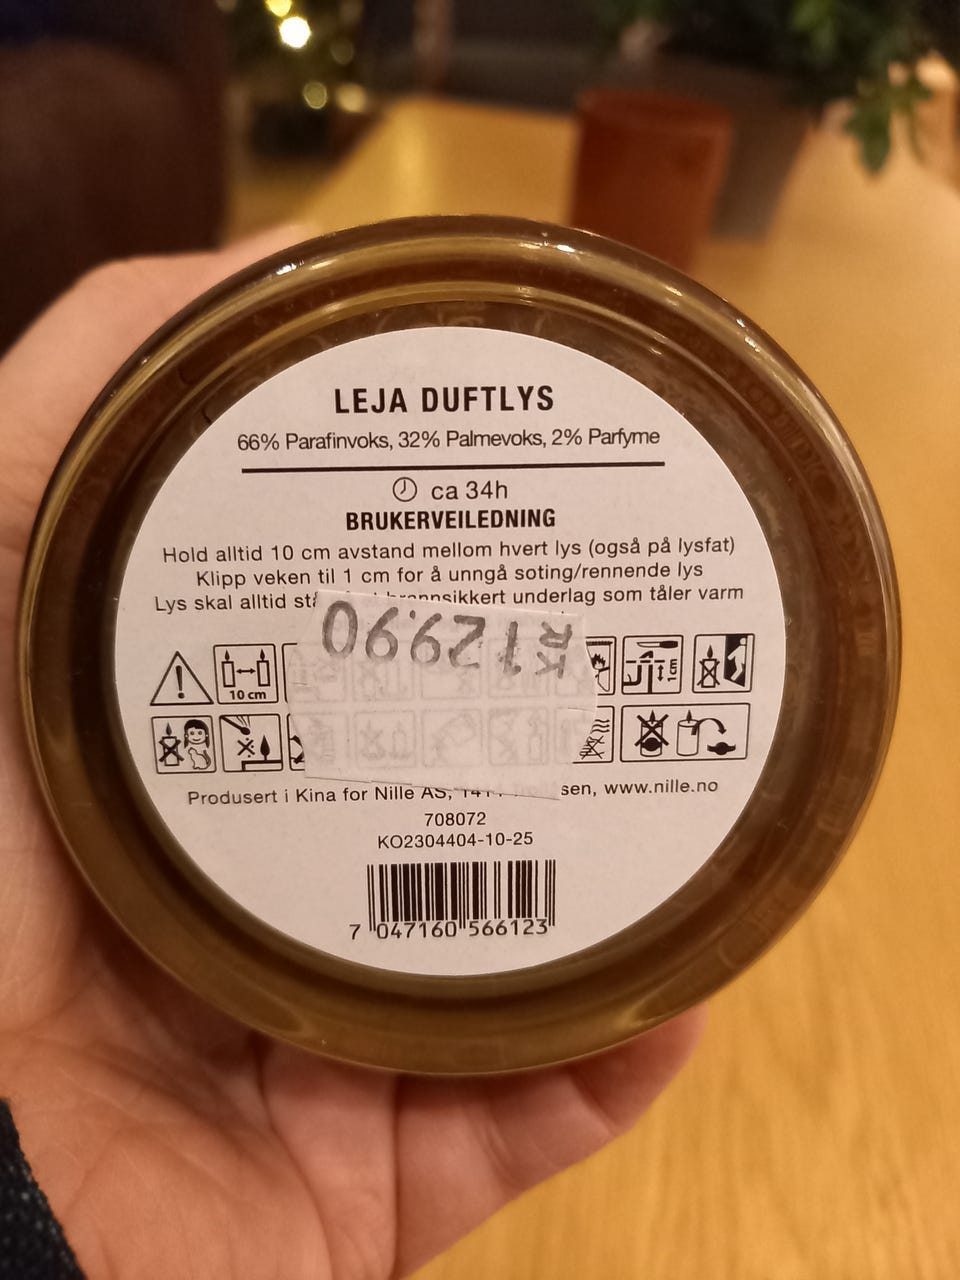 LEJA DUFTLYS
66% Parafinvoks, 32% Palmevoks, 2% Parfyme
ca 34h
BRUKERVEILEDNING
Hold alltid 10 cm avstand mellom hvert lys (også på lysfat)
Klipp veken til 1 cm for å unngå soting/rennende lys
Lys skal alltid underlag som tåler varm
KR 129.90
10 cm
1cm
Produsert i Kina for Nille AS, www.nille.no
708072
KO2304404-10-25
7 047160 566123